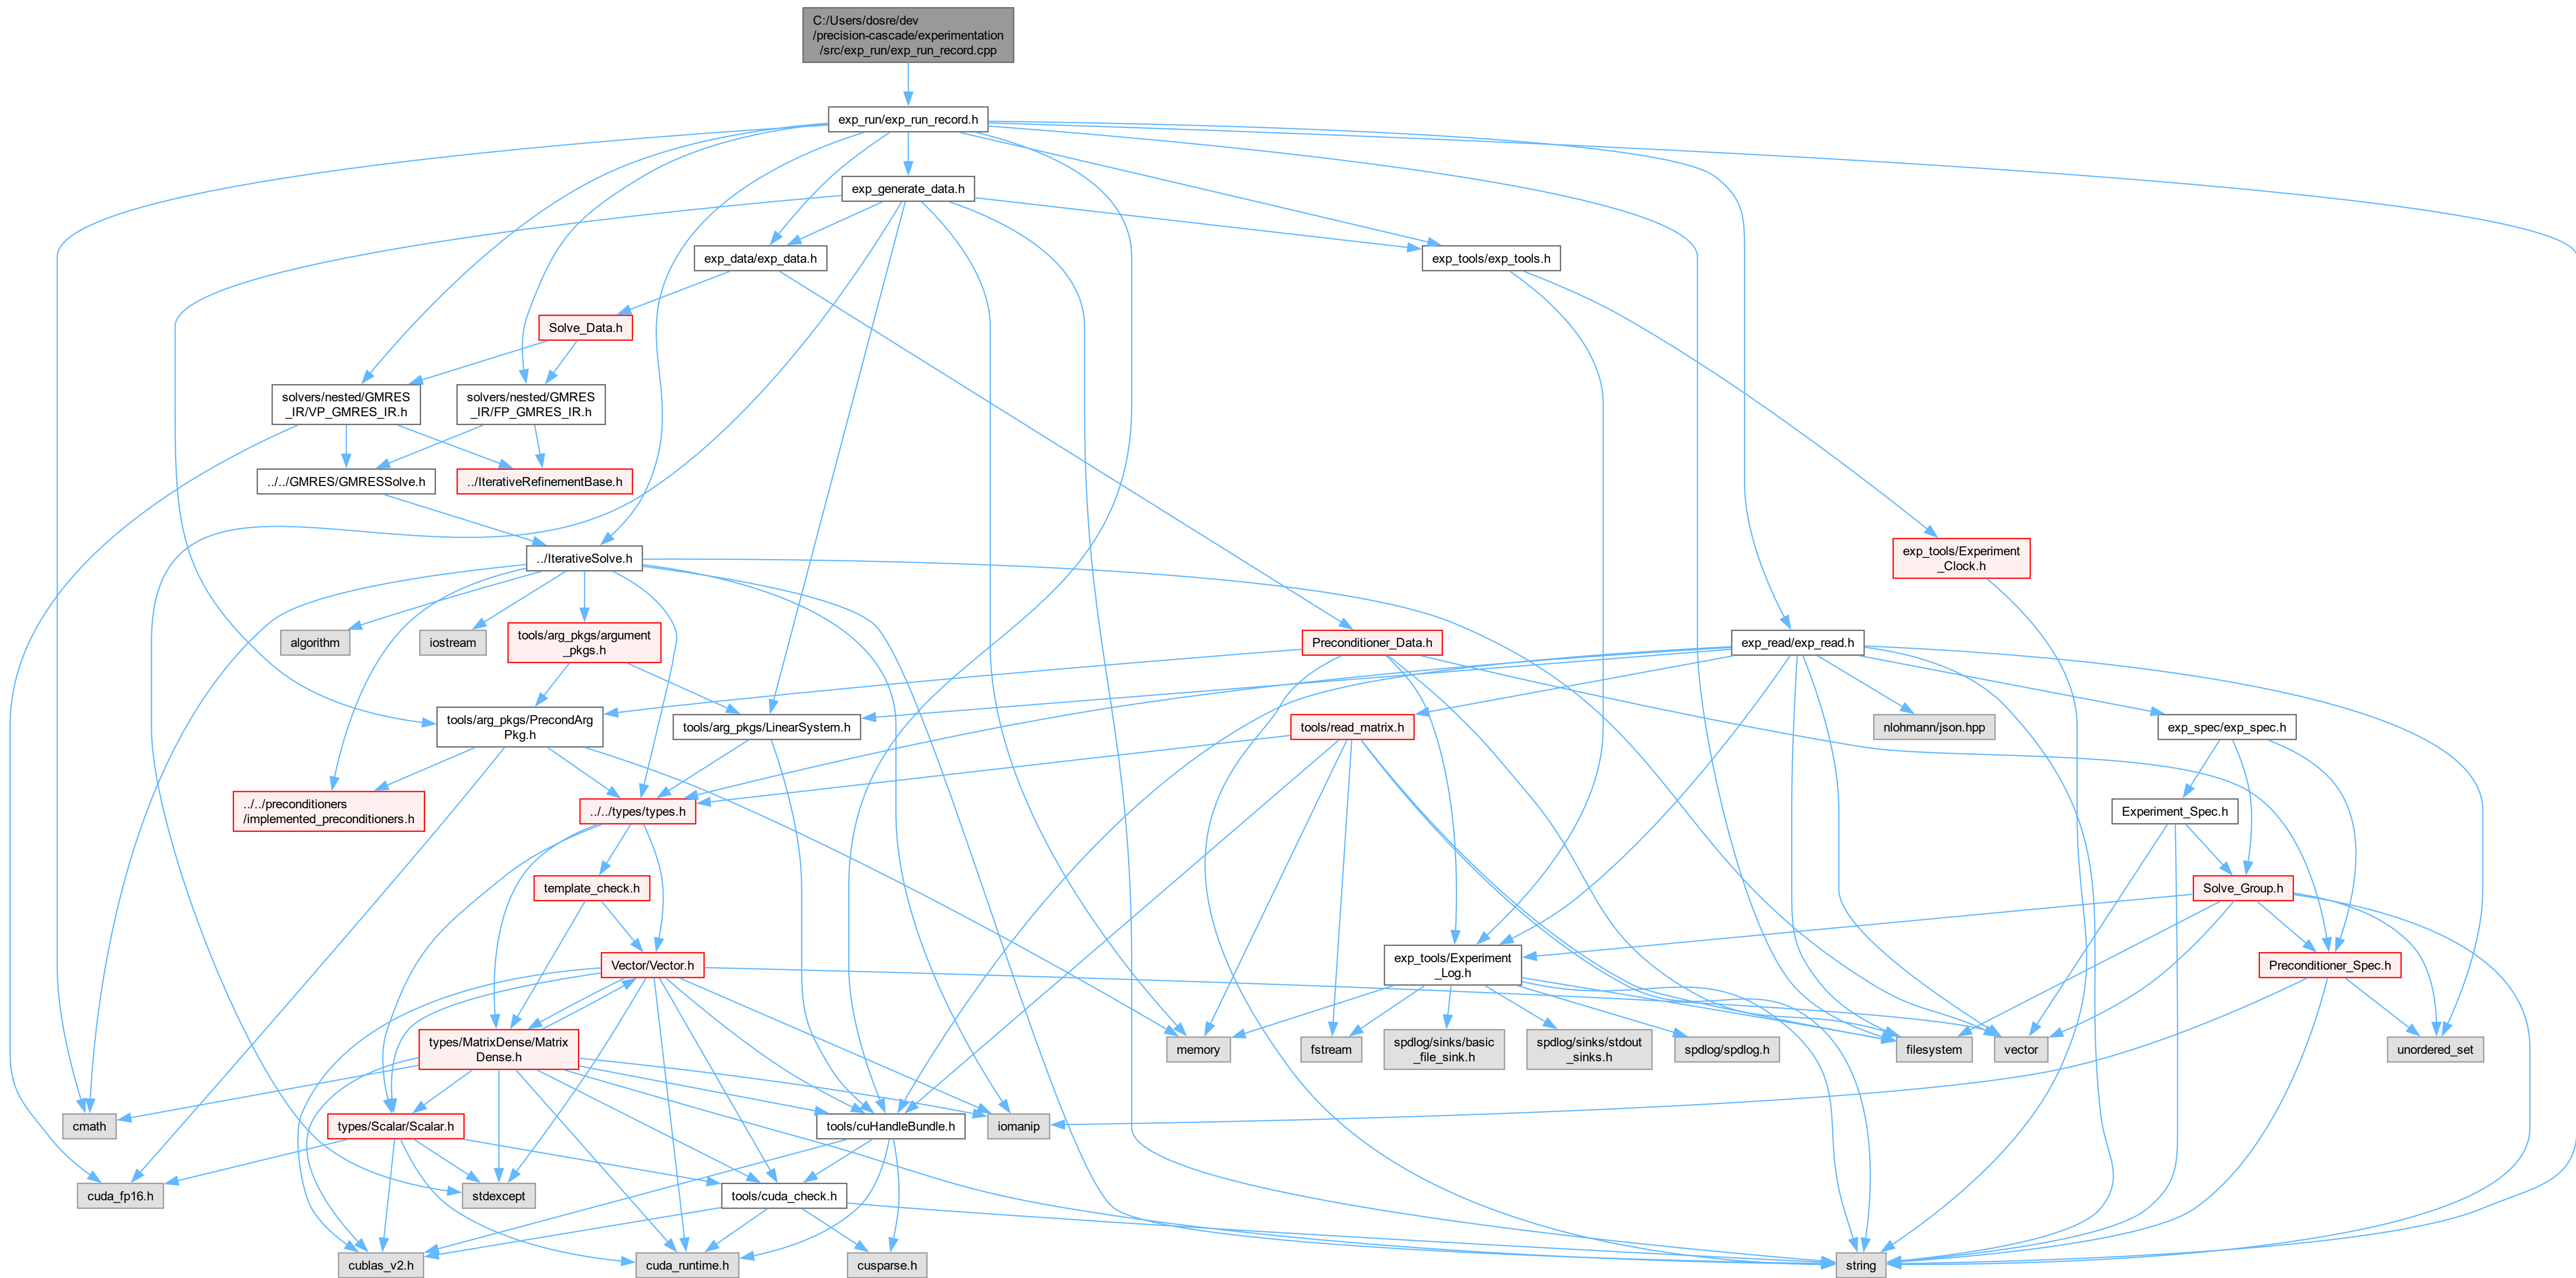 C:/Users/dosre/dev
/precision-cascade/experimentation
/src/exp_run/exp_run_record.cpp
exp_run/exp_run_record.h
exp_generate_data.h
exp_data/exp_data.h
exp_tools/exp_tools.h
Solve_Data.h
solvers/nested/GMRES
_IR/VP_GMRES_IR.h
solvers/nested/GMRES
_IR/FP_GMRES_IR.h
../../GMRES/GMRESSolve.h
../IterativeRefinementBase.h
../IterativeSolve.h
exp_tools/Experiment
_Clock.h
algorithm
iostream
tools/arg_pkgs/argument
_pkgs.h
Preconditioner_Data.h
exp_read/exp_read.h
tools/arg_pkgs/PrecondArg
Pkg.h
tools/arg_pkgs/LinearSystem.h
tools/read_matrix.h
nlohmann/json.hpp
exp_spec/exp_spec.h
../../preconditioners
/implemented_preconditioners.h
../../types/types.h
Experiment_Spec.h
template_check.h
Solve_Group.h
Vector/Vector.h
exp_tools/Experiment
_Log.h
Preconditioner_Spec.h
types/MatrixDense/Matrix
Dense.h
memory
fstream
spdlog/sinks/basic
_file_sink.h
spdlog/sinks/stdout
_sinks.h
spdlog/spdlog.h
filesystem
vector
unordered_set
cmath
types/Scalar/Scalar.h
tools/cuHandleBundle.h
iomanip
cuda_fp16.h
stdexcept
tools/cuda_check.h
cublas_v2.h
cuda_runtime.h
cusparse.h
string